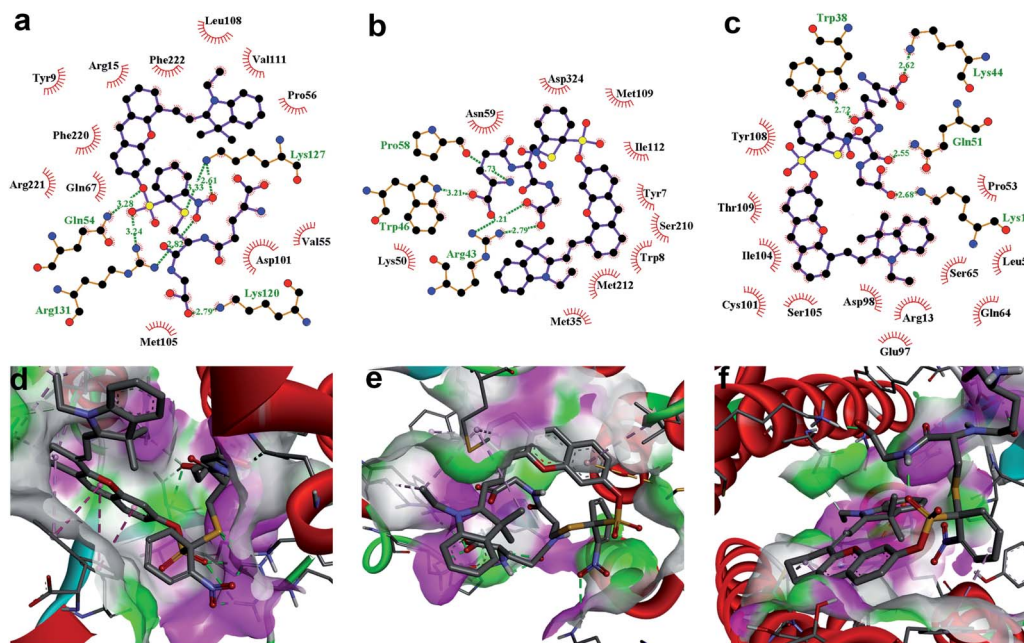 a
Leu108
Arg15
Phe222
Val111
Tyr9
Pro56
Phe220
Lys127
Arg221
Gln67
3.33
2.61
3.28
Gln54
3.24
2.82
Val55
Asp101
Arg131
Lys120
2.79
Met105
b
Asp324
Met109
Asn59
Pro58
Ile112
3.21
Tyr7
Trp46
.21
Ser210
Arg43
2.79
Lys50
Trp8
Met212
Met35
c
Trp38
2.62
Lys44
2.72
Gln51
Tyr108
2.55
Pro53
2.68
Thr109
Lys1
Ile104
Leu5
Ser65
Cys101
Asp98
Gln64
Ser105
Arg13
Glu97
d
e
f